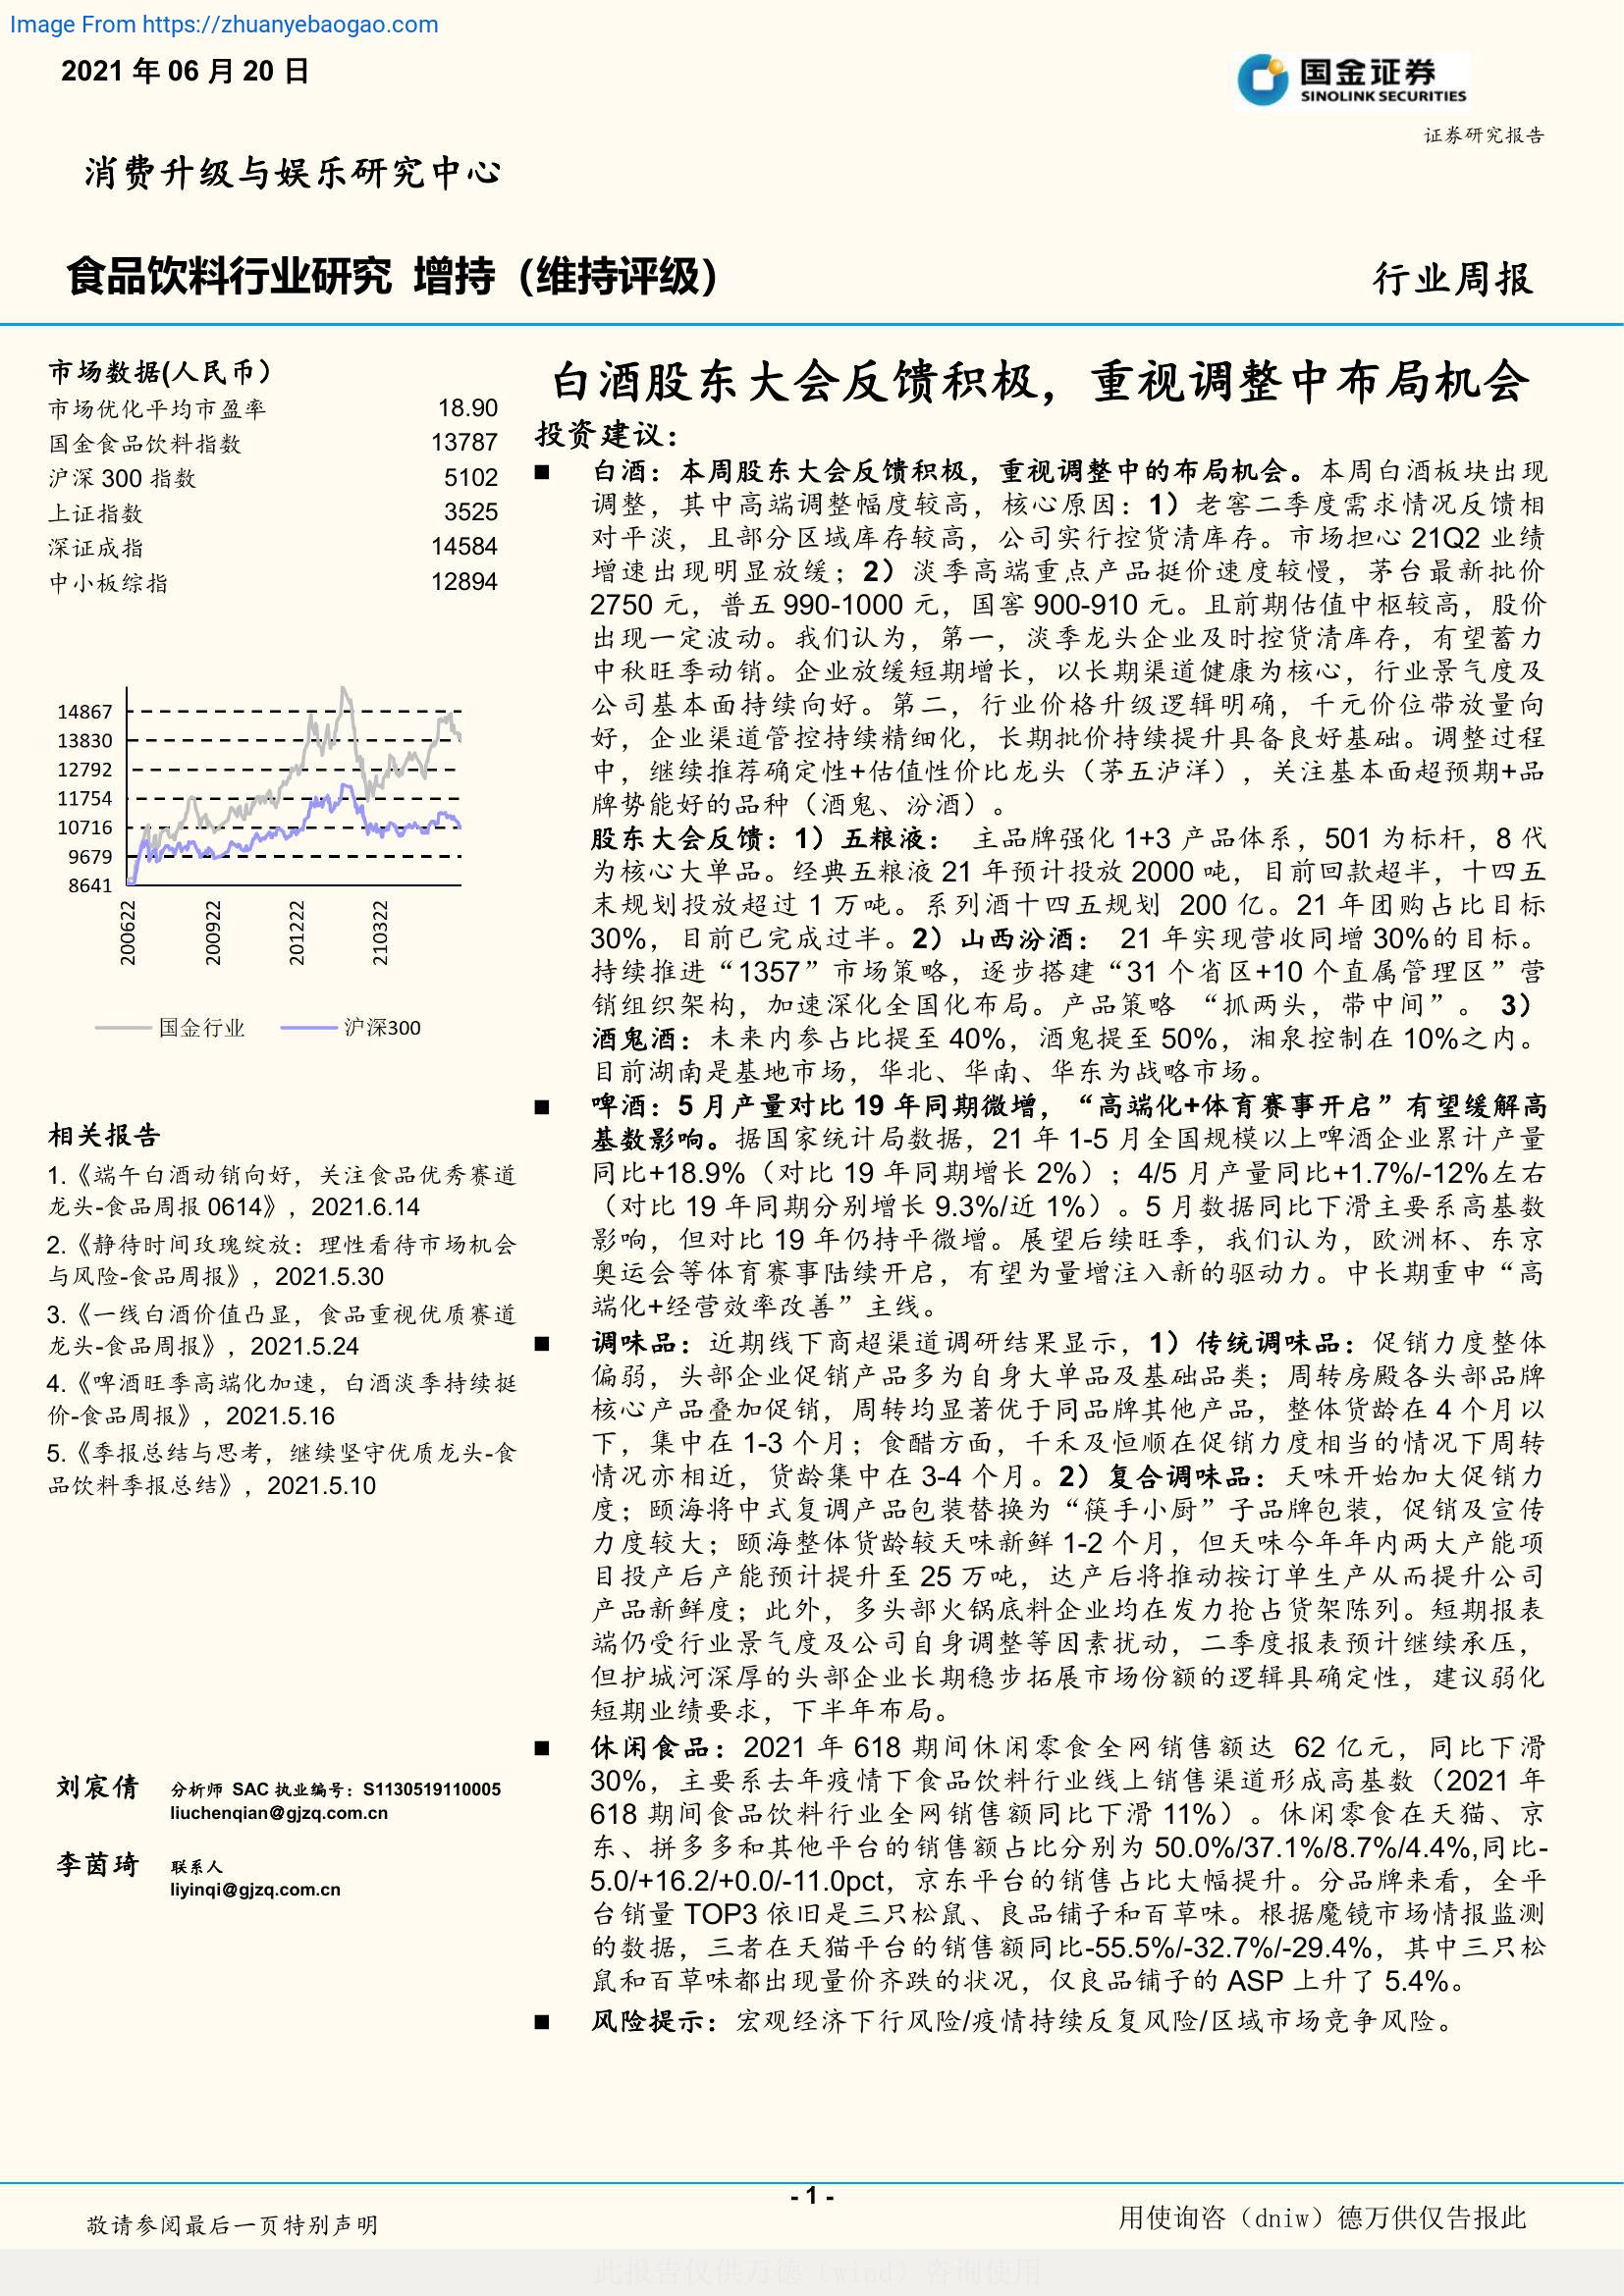 Image From https://zhuanyebaogao.com
2021 年 06 月 20 日
国金证券
SINOLINK SECURITIES
证券研究报告
消费升级与娱乐研究中心
食品饮料行业研究 增持（维持评级）
行业周报
市场数据(人民币）
市场优化平均市盈率 18.90
国金食品饮料指数 13787
沪深 300 指数 5102
上证指数 3525
深证成指 14584
中小板综指 12894
14867
13830
12792
11754
10716
9679
8641
200622
200922
201222
210322
国金行业 沪深300
相关报告
1.《端午白酒动销向好，关注食品优秀赛道
龙头-食品周报 0614》，2021.6.14
2.《静待时间玫瑰绽放：理性看待市场机会
与风险-食品周报》，2021.5.30
3.《一线白酒价值凸显，食品重视优质赛道
龙头-食品周报》，2021.5.24
4.《啤酒旺季高端化加速，白酒淡季持续挺
价-食品周报》，2021.5.16
5.《季报总结与思考，继续坚守优质龙头-食
品饮料季报总结》，2021.5.10
刘宸倩 分析师 SAC 执业编号：S1130519110005
liuchenqian@gjzq.com.cn
李茵琦 联系人
liyinqi@gjzq.com.cn
白酒股东大会反馈积极，重视调整中布局机会
投资建议：
■ 白酒：本周股东大会反馈积极，重视调整中的布局机会。本周白酒板块出现
调整，其中高端调整幅度较高，核心原因：1）老窖二季度需求情况反馈相
对平淡，且部分区域库存较高，公司实行控货清库存。市场担心 21Q2 业绩
增速出现明显放缓；2）淡季高端重点产品挺价速度较慢，茅台最新批价
2750 元，普五 990-1000 元，国窖 900-910 元。且前期估值中枢较高，股价
出现一定波动。我们认为，第一，淡季龙头企业及时控货清库存，有望蓄力
中秋旺季动销。企业放缓短期增长，以长期渠道健康为核心，行业景气度及
公司基本面持续向好。第二，行业价格升级逻辑明确，千元价位带放量向
好，企业渠道管控持续精细化，长期批价持续提升具备良好基础。调整过程
中，继续推荐确定性+估值性价比龙头（茅五泸洋），关注基本面超预期+品
牌势能好的品种（酒鬼、汾酒）。
股东大会反馈：1）五粮液： 主品牌强化 1+3 产品体系，501 为标杆，8 代
为核心大单品。经典五粮液 21 年预计投放 2000 吨，目前回款超半，十四五
末规划投放超过 1 万吨。系列酒十四五规划 200 亿。21 年团购占比目标
30%，目前已完成过半。2）山西汾酒： 21 年实现营收同增 30%的目标。
持续推进“1357”市场策略，逐步搭建“31 个省区+10 个直属管理区”营
销组织架构，加速深化全国化布局。产品策略 “抓两头，带中间”。 3）
酒鬼酒：未来内参占比提至 40%，酒鬼提至 50%，湘泉控制在 10%之内。
目前湖南是基地市场，华北、华南、华东为战略市场。
■ 啤酒：5 月产量对比 19 年同期微增，“高端化+体育赛事开启”有望缓解高
基数影响。据国家统计局数据，21 年 1-5 月全国规模以上啤酒企业累计产量
同比+18.9%（对比 19 年同期增长 2%）；4/5 月产量同比+1.7%/-12%左右
（对比 19 年同期分别增长 9.3%/近 1%）。5 月数据同比下滑主要系高基数
影响，但对比 19 年仍持平微增。展望后续旺季，我们认为，欧洲杯、东京
奥运会等体育赛事陆续开启，有望为量增注入新的驱动力。中长期重申“高
端化+经营效率改善”主线。
■ 调味品：近期线下商超渠道调研结果显示，1）传统调味品：促销力度整体
偏弱，头部企业促销产品多为自身大单品及基础品类；周转房殿各头部品牌
核心产品叠加促销，周转均显著优于同品牌其他产品，整体货龄在 4 个月以
下，集中在 1-3 个月；食醋方面，千禾及恒顺在促销力度相当的情况下周转
情况亦相近，货龄集中在 3-4 个月。2）复合调味品：天味开始加大促销力
度；颐海将中式复调产品包装替换为“筷手小厨”子品牌包装，促销及宣传
力度较大；颐海整体货龄较天味新鲜 1-2 个月，但天味今年年内两大产能项
目投产后产能预计提升至 25 万吨，达产后将推动按订单生产从而提升公司
产品新鲜度；此外，多头部火锅底料企业均在发力抢占货架陈列。短期报表
端仍受行业景气度及公司自身调整等因素扰动，二季度报表预计继续承压，
但护城河深厚的头部企业长期稳步拓展市场份额的逻辑具确定性，建议弱化
短期业绩要求，下半年布局。
■ 休闲食品：2021 年 618 期间休闲零食全网销售额达 62 亿元，同比下滑
30%，主要系去年疫情下食品饮料行业线上销售渠道形成高基数（2021 年
618 期间食品饮料行业全网销售额同比下滑 11%）。休闲零食在天猫、京
东、拼多多和其他平台的销售额占比分别为 50.0%/37.1%/8.7%/4.4%,同比-
5.0/+16.2/+0.0/-11.0pct，京东平台的销售占比大幅提升。分品牌来看，全平
台销量 TOP3 依旧是三只松鼠、良品铺子和百草味。根据魔镜市场情报监测
的数据，三者在天猫平台的销售额同比-55.5%/-32.7%/-29.4%，其中三只松
鼠和百草味都出现量价齐跌的状况，仅良品铺子的 ASP 上升了 5.4%。
■ 风险提示：宏观经济下行风险/疫情持续反复风险/区域市场竞争风险。
- 1 -
敬请参阅最后一页特别声明
用使询咨（dniw）德万供仅告报此
此报告仅供万德（wind）咨询使用